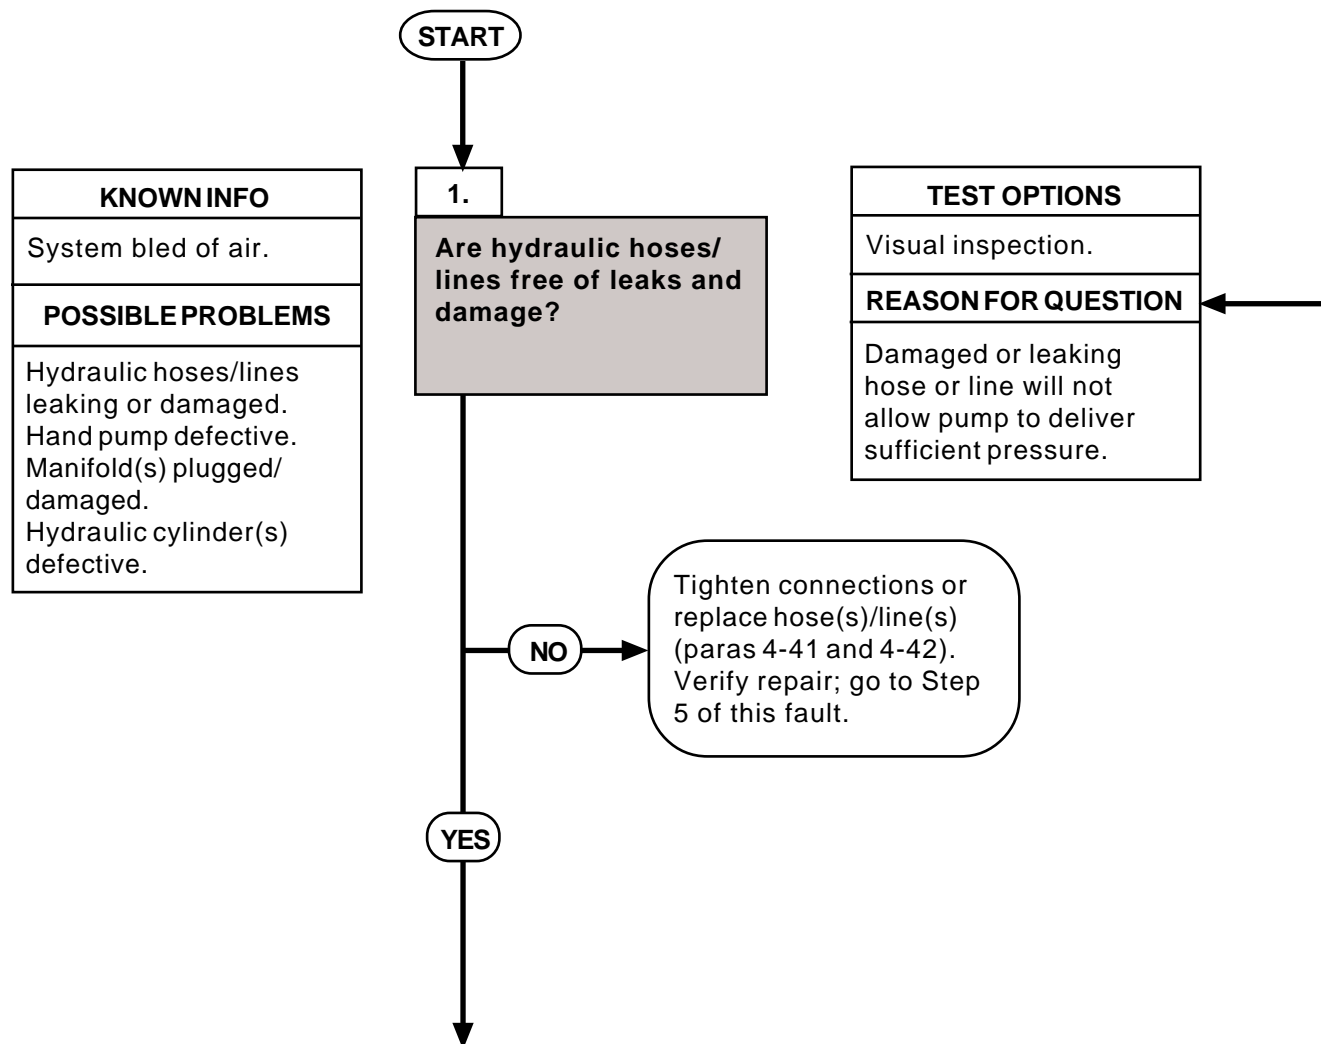 START
KNOWN INFO
System bled of air.
POSSIBLE PROBLEMS
Hydraulic hoses/lines
leaking or damaged.
Hand pump defective.
Manifold(s) plugged/
damaged.
Hydraulic cylinder(s)
defective.
1.
Are hydraulic hoses/
lines free of leaks and
damage?
TEST OPTIONS
Visual inspection.
REASON FOR QUESTION
Damaged or leaking
hose or line will not
allow pump to deliver
sufficient pressure.
NO
Tighten connections or
replace hose(s)/line(s)
(paras 4-41 and 4-42).
Verify repair; go to Step
5 of this fault.
YES